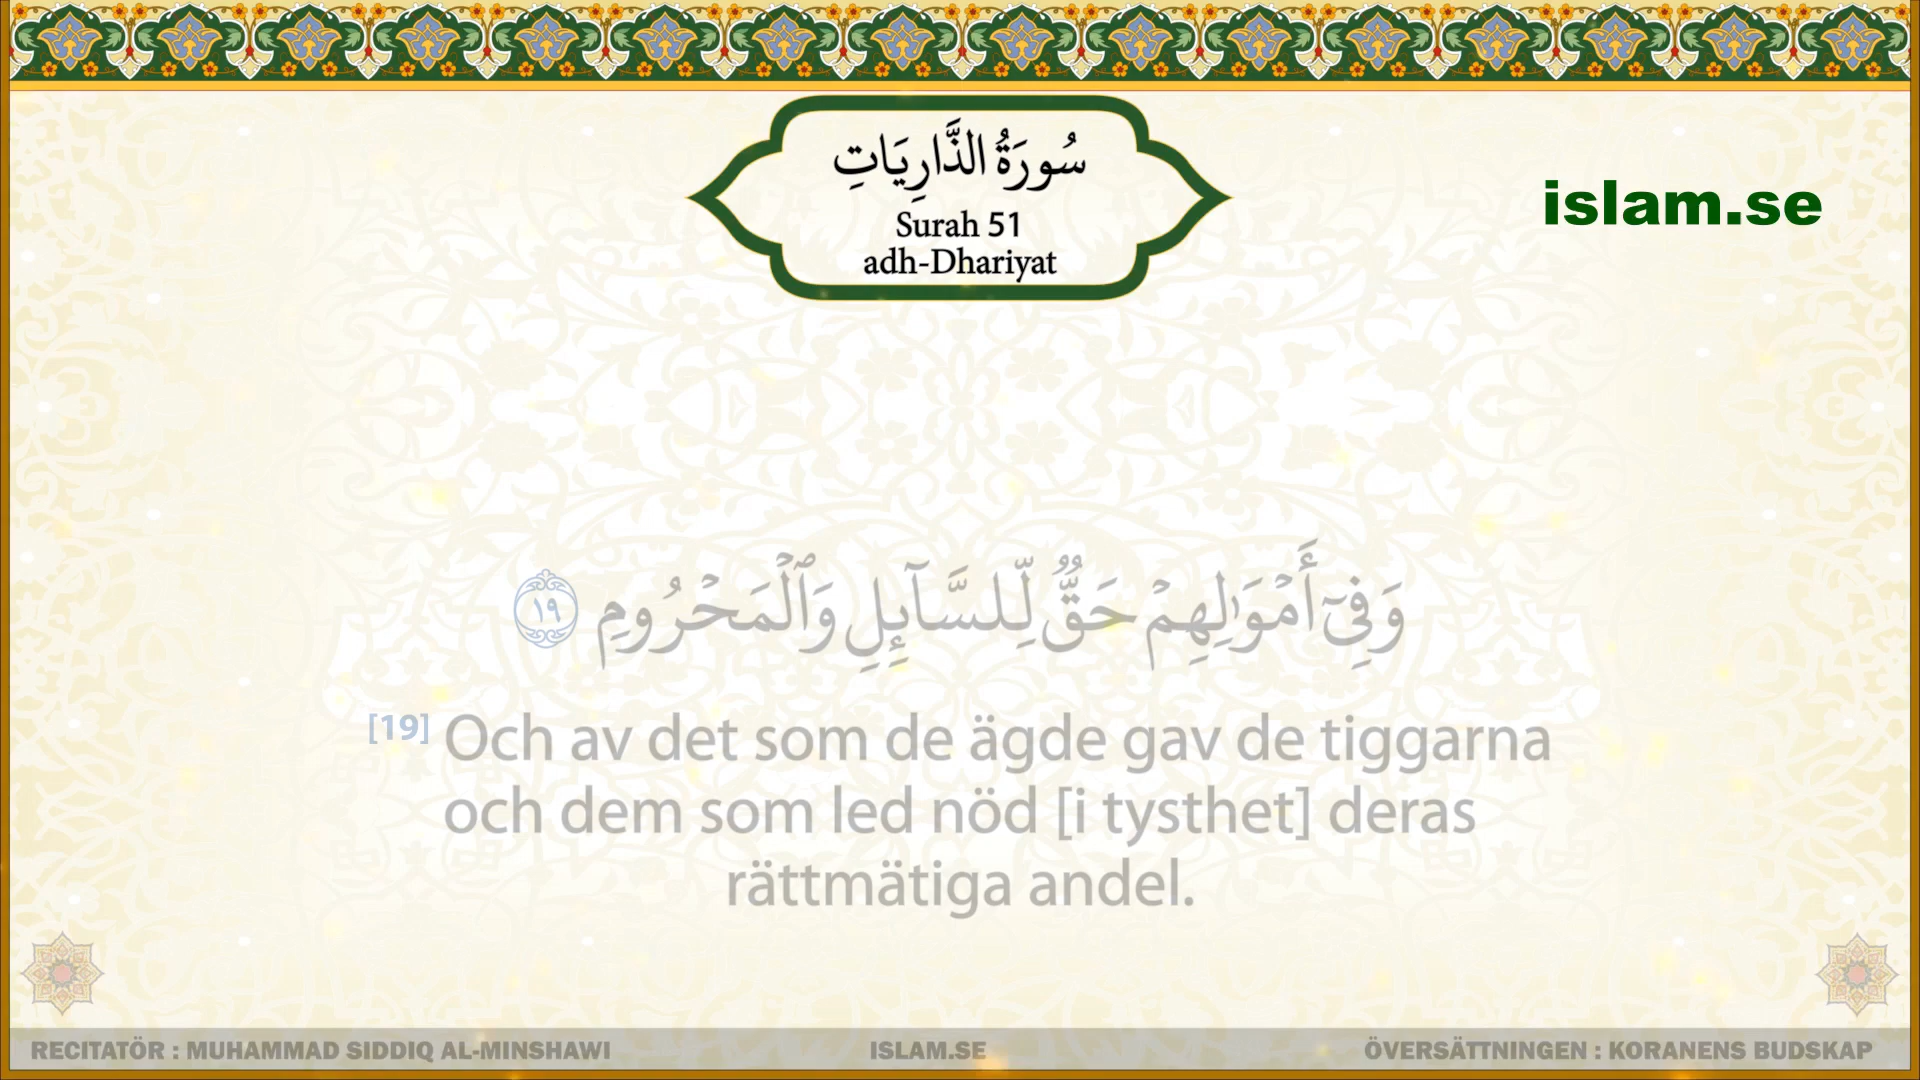 سُورَةُ الذَّارِيَاتِ
Surah 51
adh-Dhariyat
islam.se
وَفِيٓ أَمۡوَٰلِهِمۡ حَقّٞ لِّلسَّآئِلِ وَٱلۡمَحۡرُومِ ١٩
[19] Och av det som de ägde gav de tiggarna
och dem som led nöd [i tysthet] deras
rättmätiga andel.
RECITATÖR : MUHAMMAD SIDDIQ AL-MINSHAWI
ISLAM.SE
ÖVERSÄTTNINGEN : KORANENS BUDSKAP